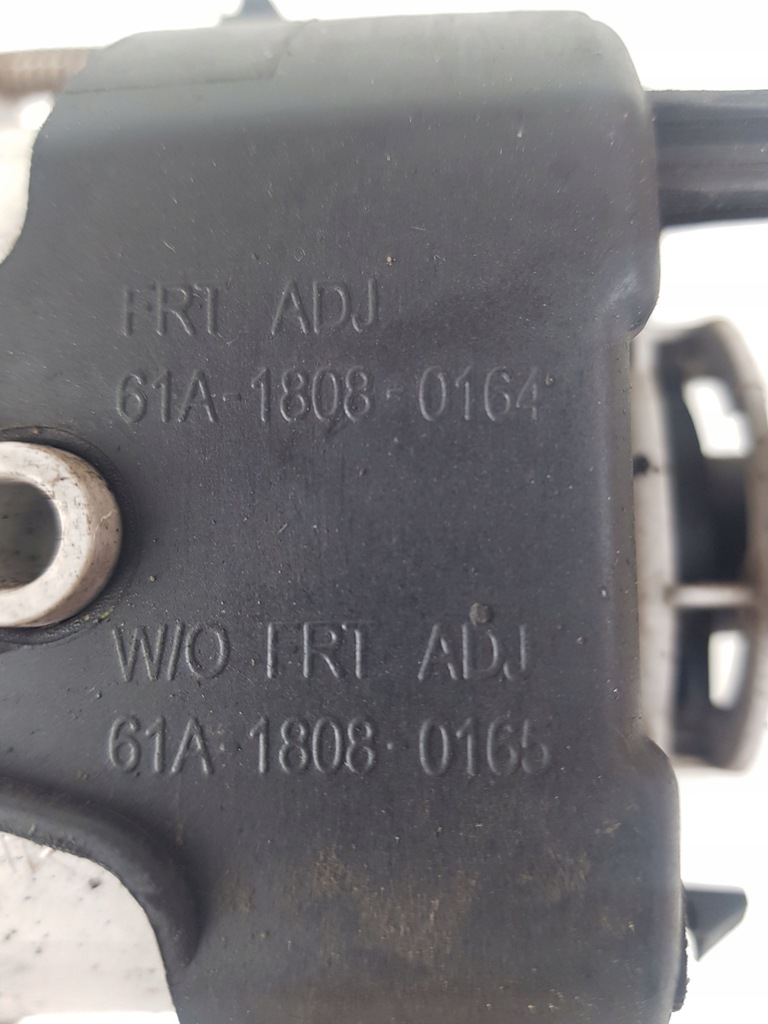 FRT ADJ
61A-1808-0164
W/O FRT ADJ
61A-1808-0165